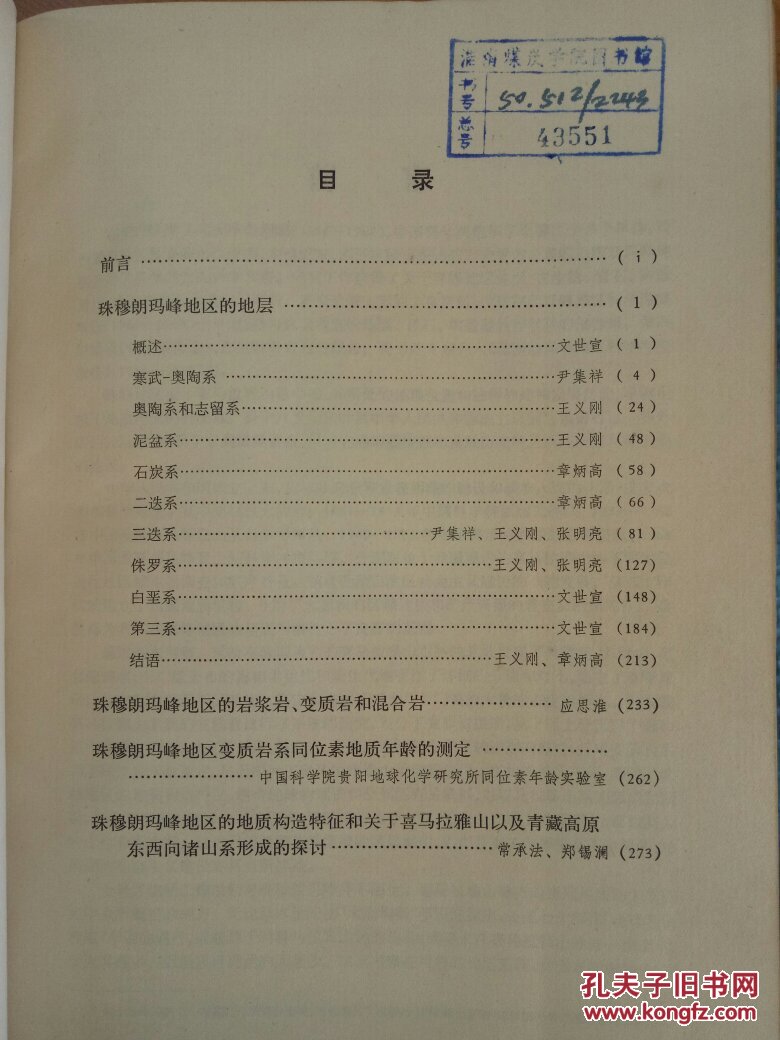 淮南煤炭学院图书馆
书号 50.512/2243
总号 43551
目 录
前言 (i)
珠穆朗玛峰地区的地层 (1)
概述 文世宣 (1)
寒武-奥陶系 尹集祥 (4)
奥陶系和志留系 王义刚 (24)
泥盆系 王义刚 (48)
石炭系 章炳高 (58)
二迭系 章炳高 (66)
三迭系 尹集祥、王义刚、张明亮 (81)
侏罗系 王义刚、张明亮 (127)
白垩系 文世宣 (148)
第三系 文世宣 (184)
结语 王义刚、章炳高 (213)
珠穆朗玛峰地区的岩浆岩、变质岩和混合岩 应思淮 (233)
珠穆朗玛峰地区变质岩系同位素地质年龄的测定
中国科学院贵阳地球化学研究所同位素年龄实验室 (262)
珠穆朗玛峰地区的地质构造特征和关于喜马拉雅山以及青藏高原
东西向诸山系形成的探讨 常承法、郑锡澜 (273)
孔夫子旧书网
www.kongfz.com